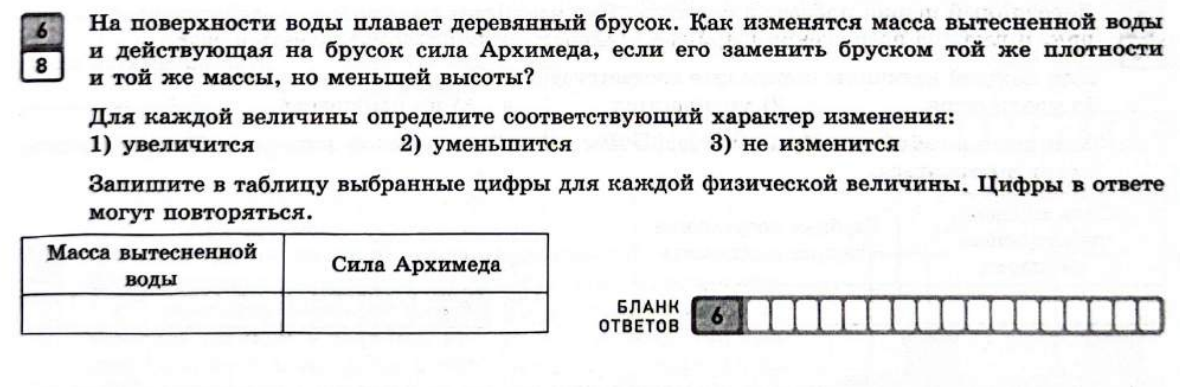 6
8
На поверхности воды плавает деревянный брусок. Как изменятся масса вытесненной воды
и действующая на брусок сила Архимеда, если его заменить бруском той же плотности
и той же массы, но меньшей высоты?
Для каждой величины определите соответствующий характер изменения:
1) увеличится 2) уменьшится 3) не изменится
Запишите в таблицу выбранные цифры для каждой физической величины. Цифры в ответе
могут повторяться.
Масса вытесненной
воды
Сила Архимеда
БЛАНК
ОТВЕТОВ
6